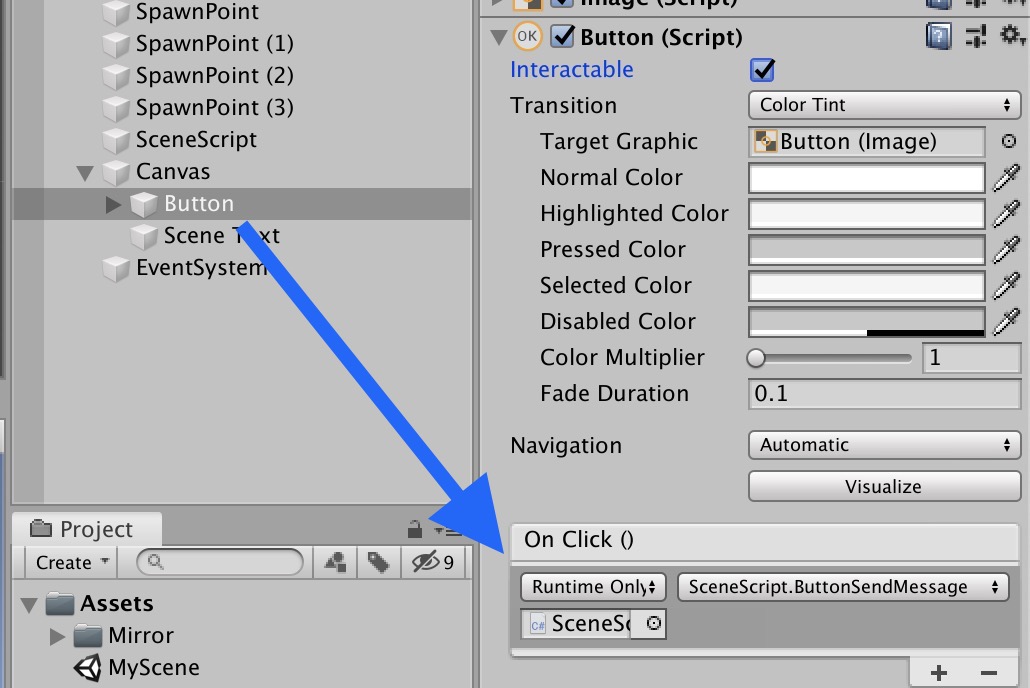 SpawnPoint
SpawnPoint (1)
SpawnPoint (2)
SpawnPoint (3)
SceneScript
Canvas
Button
Scene Text
EventSystem
Project
Create
9
Assets
Mirror
MyScene
Image (Script)
OK Button (Script)
Interactable
Transition Color Tint
Target Graphic Button (Image)
Normal Color
Highlighted Color
Pressed Color
Selected Color
Disabled Color
Color Multiplier 1
Fade Duration 0.1
Navigation Automatic
Visualize
On Click ()
Runtime Only SceneScript.ButtonSendMessage
c# SceneSc